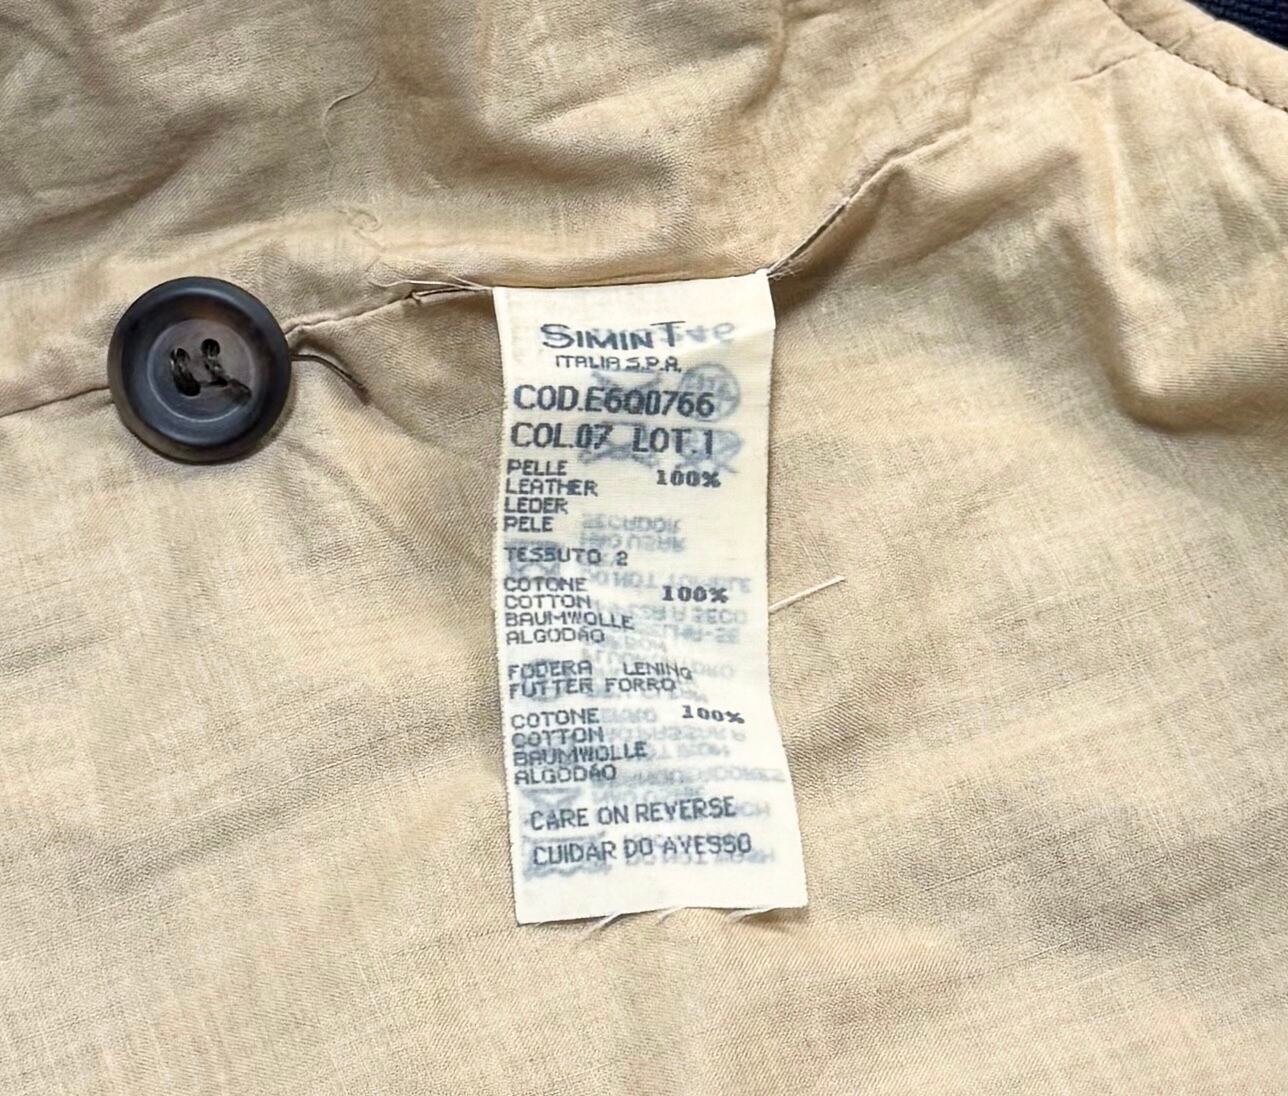 SIMINT
ITALIA S.P.A.
COD.E6Q0766
COL.07 LOT.1
PELLE
LEATHER 100%
LEDER
PELE
TESSUTO 2
COTONE 100%
COTTON
BAUMWOLLE
ALGODÃO
FODERA LENING
FUTTER FORRO
COTONE 100%
COTTON
BAUMWOLLE
ALGODÃO
CARE ON REVERSE
CUIDAR DO AVESSO